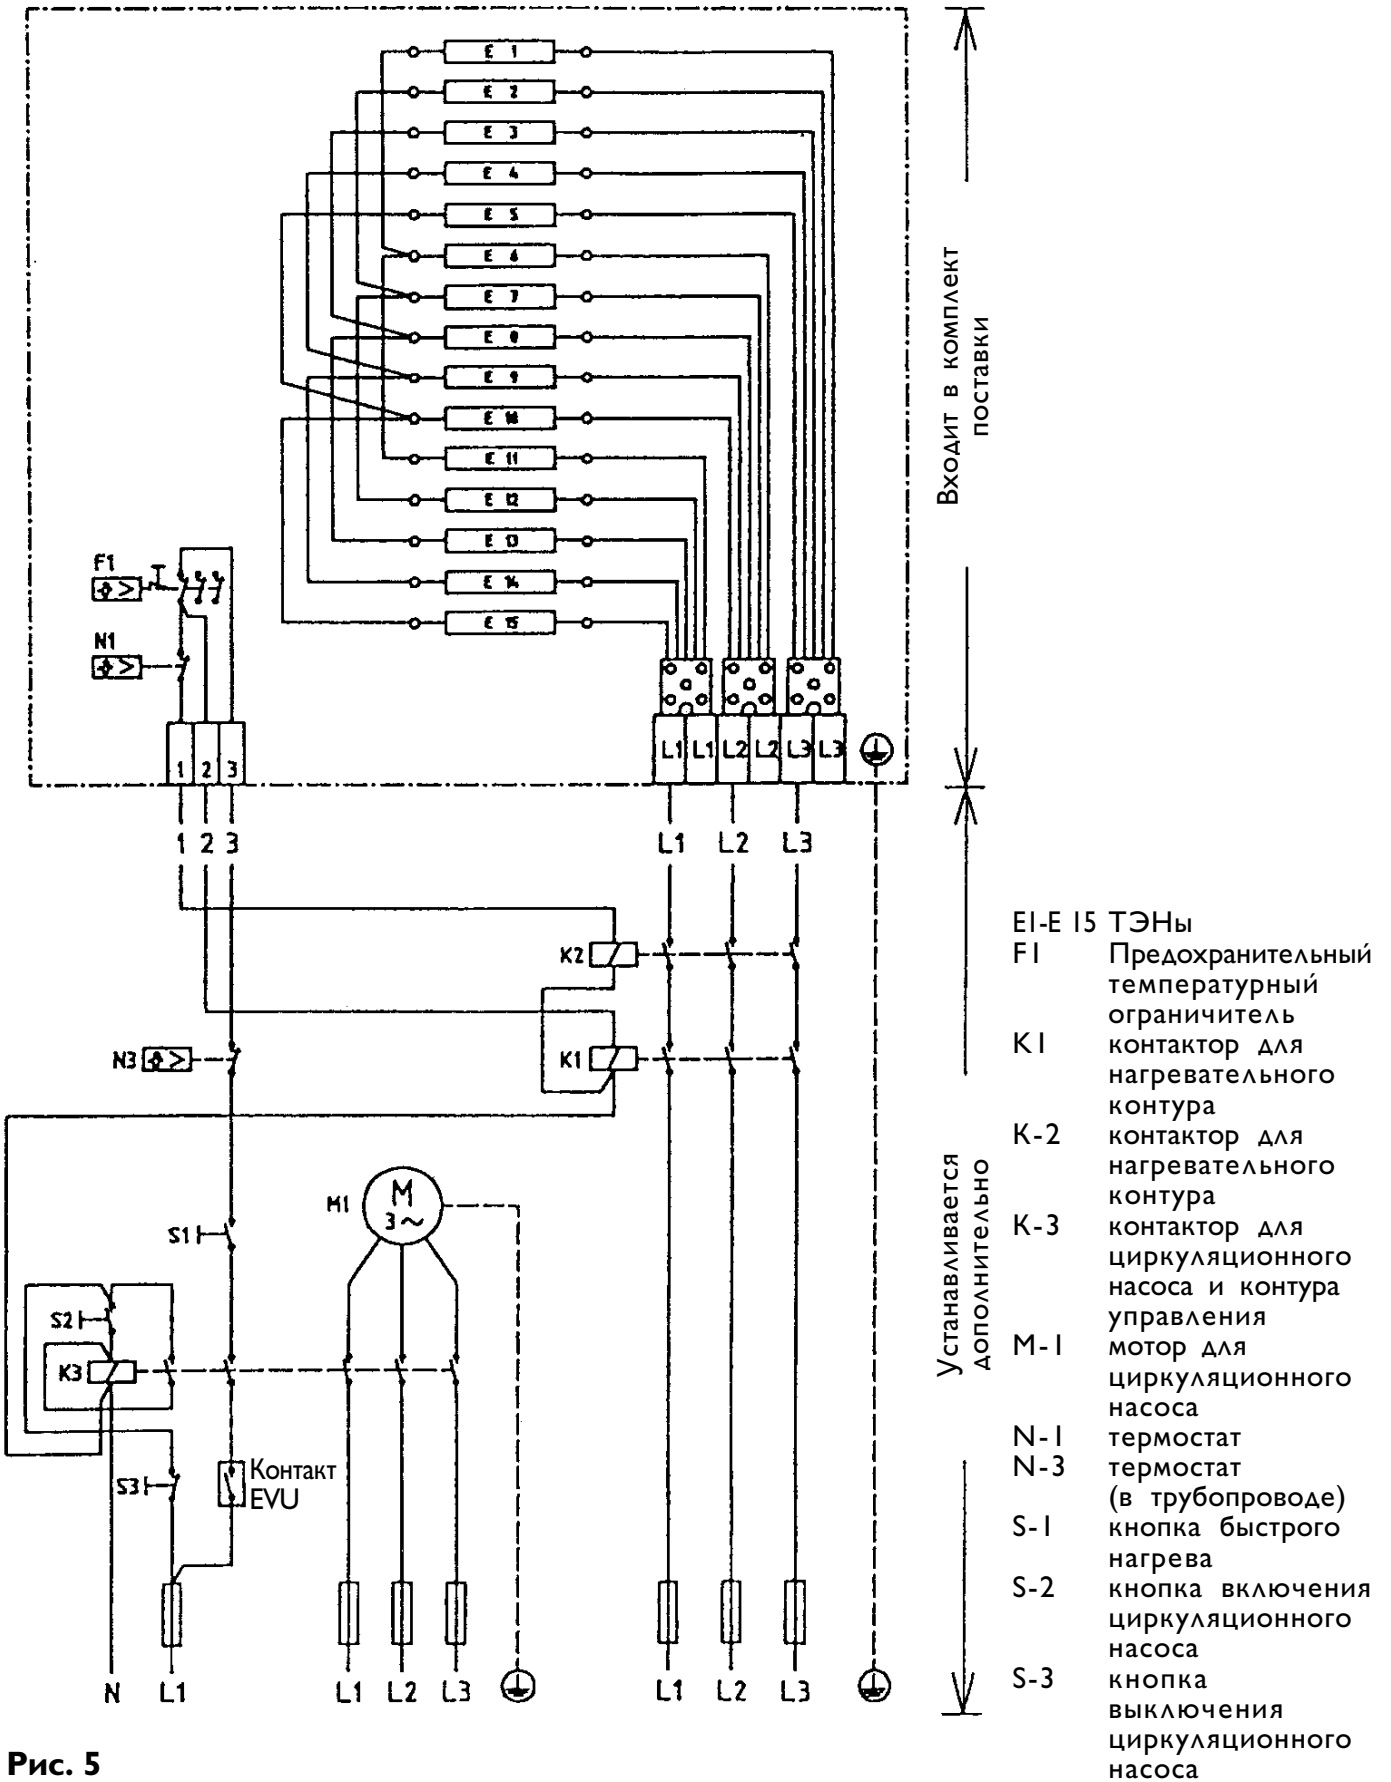 E 1
E 2
E 3
E 4
E 5
E 6
E 7
E 8
E 9
E 10
E 11
E 12
E 13
E 14
E 15
F1
N1
1 2 3
L1 L1 L2 L2 L3 L3
Входит в комплект
поставки
1 2 3
L1 L2 L3
K2
N3
K1
M1
M
3 ~
S1
S2
K3
S3
Контакт
EVU
N L1 L1 L2 L3 L1 L2 L3
Устанавливается
дополнительно
E1-E 15 ТЭНы
F1 Предохранительный
температурный
ограничитель
K1 контактор для
нагревательного
контура
K-2 контактор для
нагревательного
контура
K-3 контактор для
циркуляционного
насоса и контура
управления
M-1 мотор для
циркуляционного
насоса
N-1 термостат
N-3 термостат
(в трубопроводе)
S-1 кнопка быстрого
нагрева
S-2 кнопка включения
циркуляционного
насоса
S-3 кнопка
выключения
циркуляционного
насоса
Рис. 5